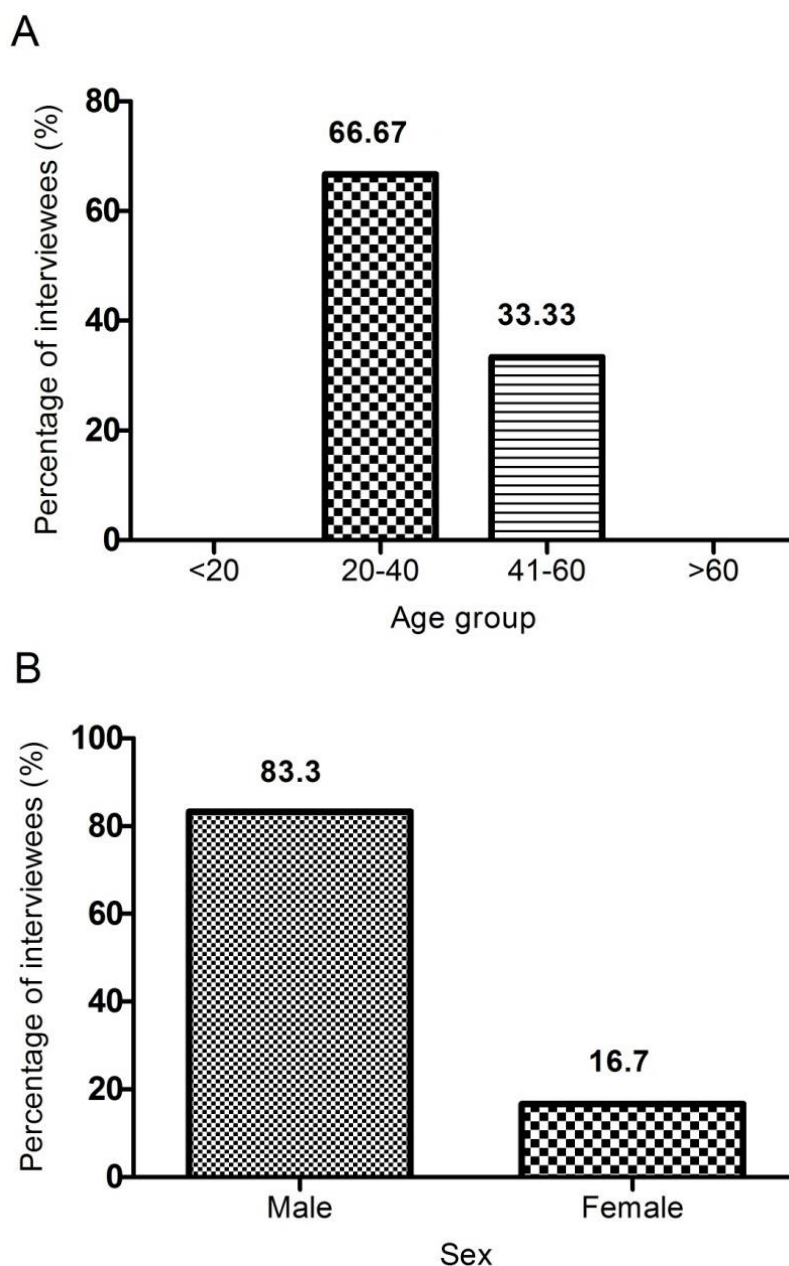 A
Percentage of interviewees (%)
80
60
40
20
0
66.67
33.33
<20 20-40 41-60 >60
Age group
B
Percentage of interviewees (%)
100
80
60
40
20
0
83.3
16.7
Male Female
Sex